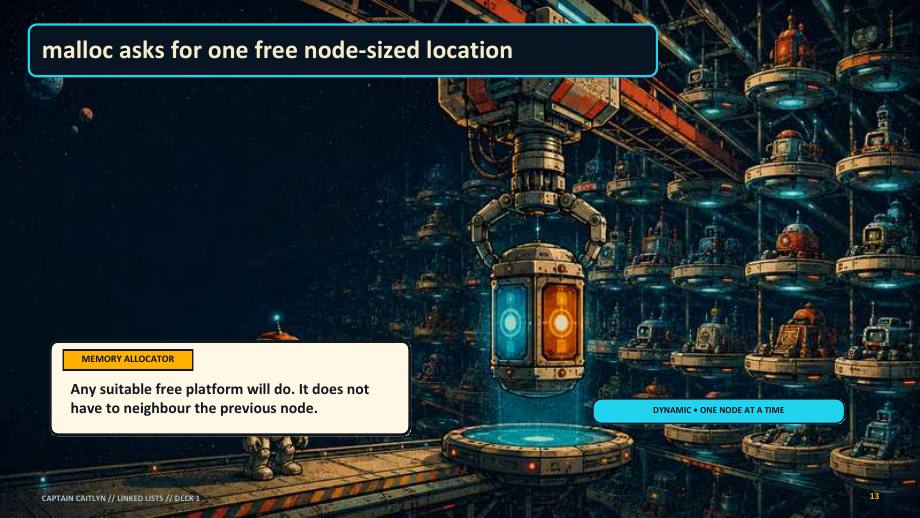 malloc asks for one free node-sized location
MEMORY ALLOCATOR
Any suitable free platform will do. It does not
have to neighbour the previous node.
DYNAMIC • ONE NODE AT A TIME
CAPTAIN CAITLYN // LINKED LISTS // DECK 1
13